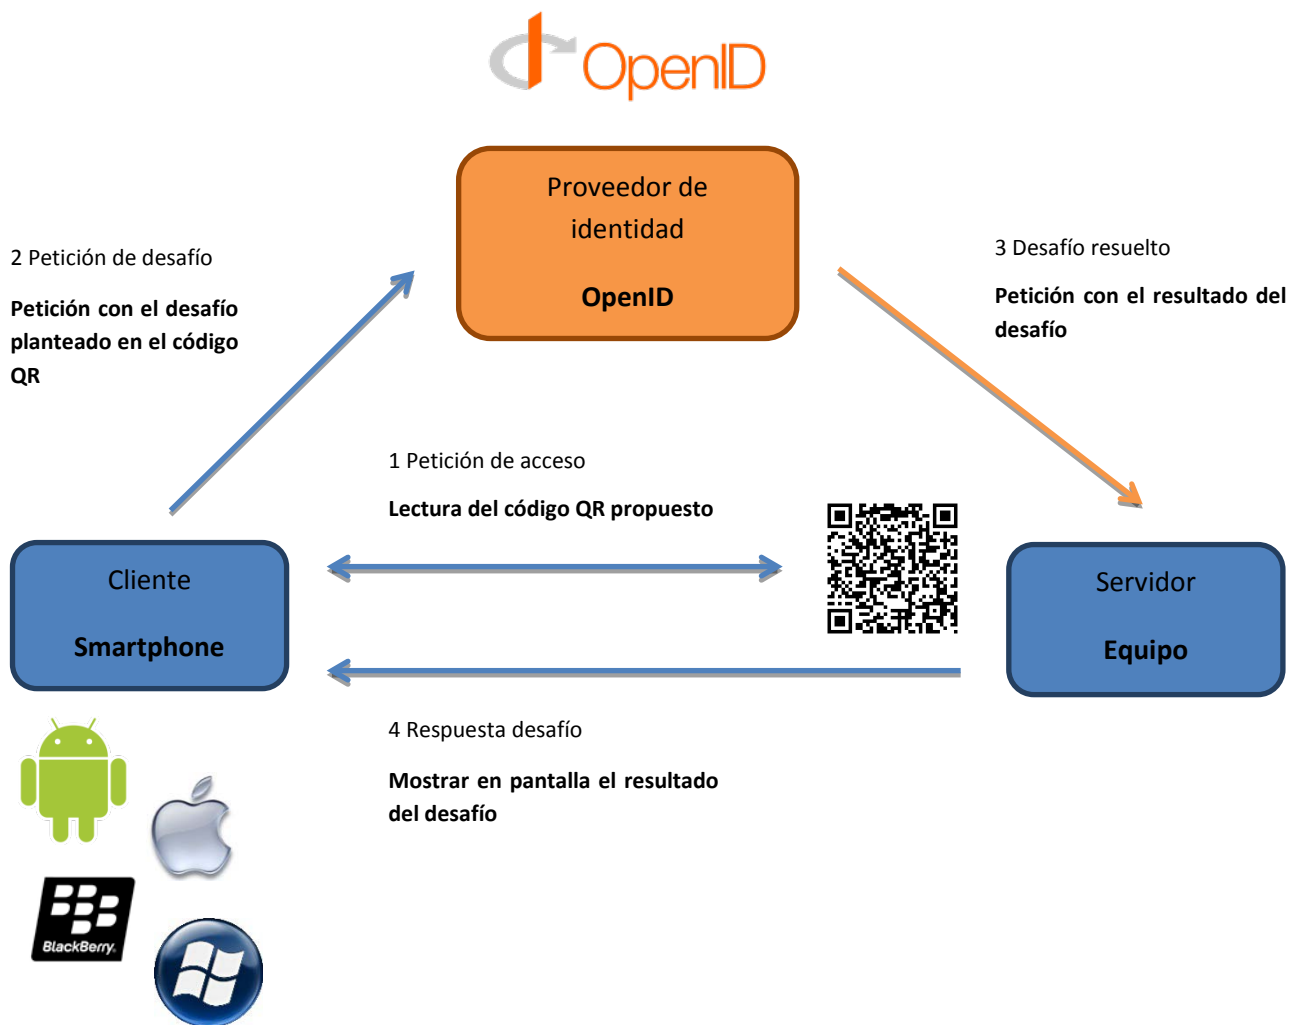 OpenID
Proveedor de
identidad
OpenID
2 Petición de desafío
Petición con el desafío
planteado en el código
QR
3 Desafío resuelto
Petición con el resultado del
desafío
1 Petición de acceso
Lectura del código QR propuesto
Cliente
Smartphone
Servidor
Equipo
4 Respuesta desafío
Mostrar en pantalla el resultado
del desafío
BlackBerry.